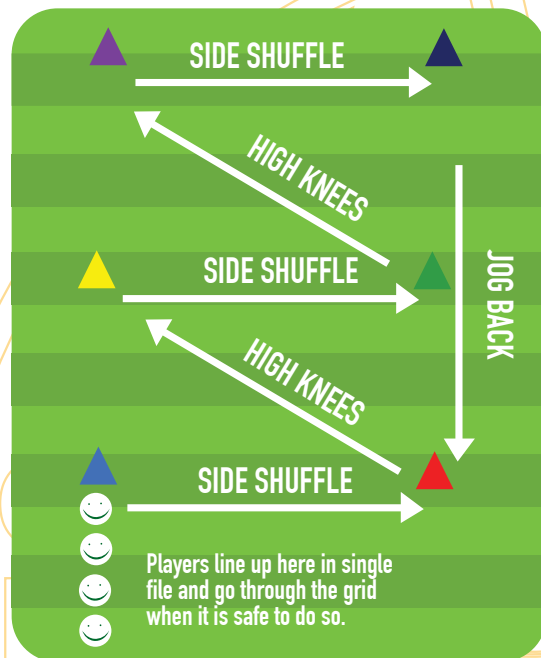 SIDE SHUFFLE
HIGH KNEES
SIDE SHUFFLE
JOG BACK
HIGH KNEES
SIDE SHUFFLE
Players line up here in single
file and go through the grid
when it is safe to do so.